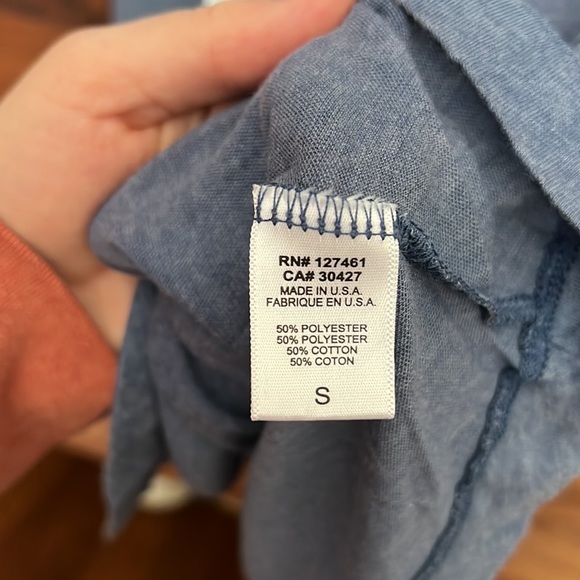 RN# 127461
CA# 30427
MADE IN U.S.A.
FABRIQUE EN U.S.A.
50% POLYESTER
50% POLYESTER
50% COTTON
50% COTON
S